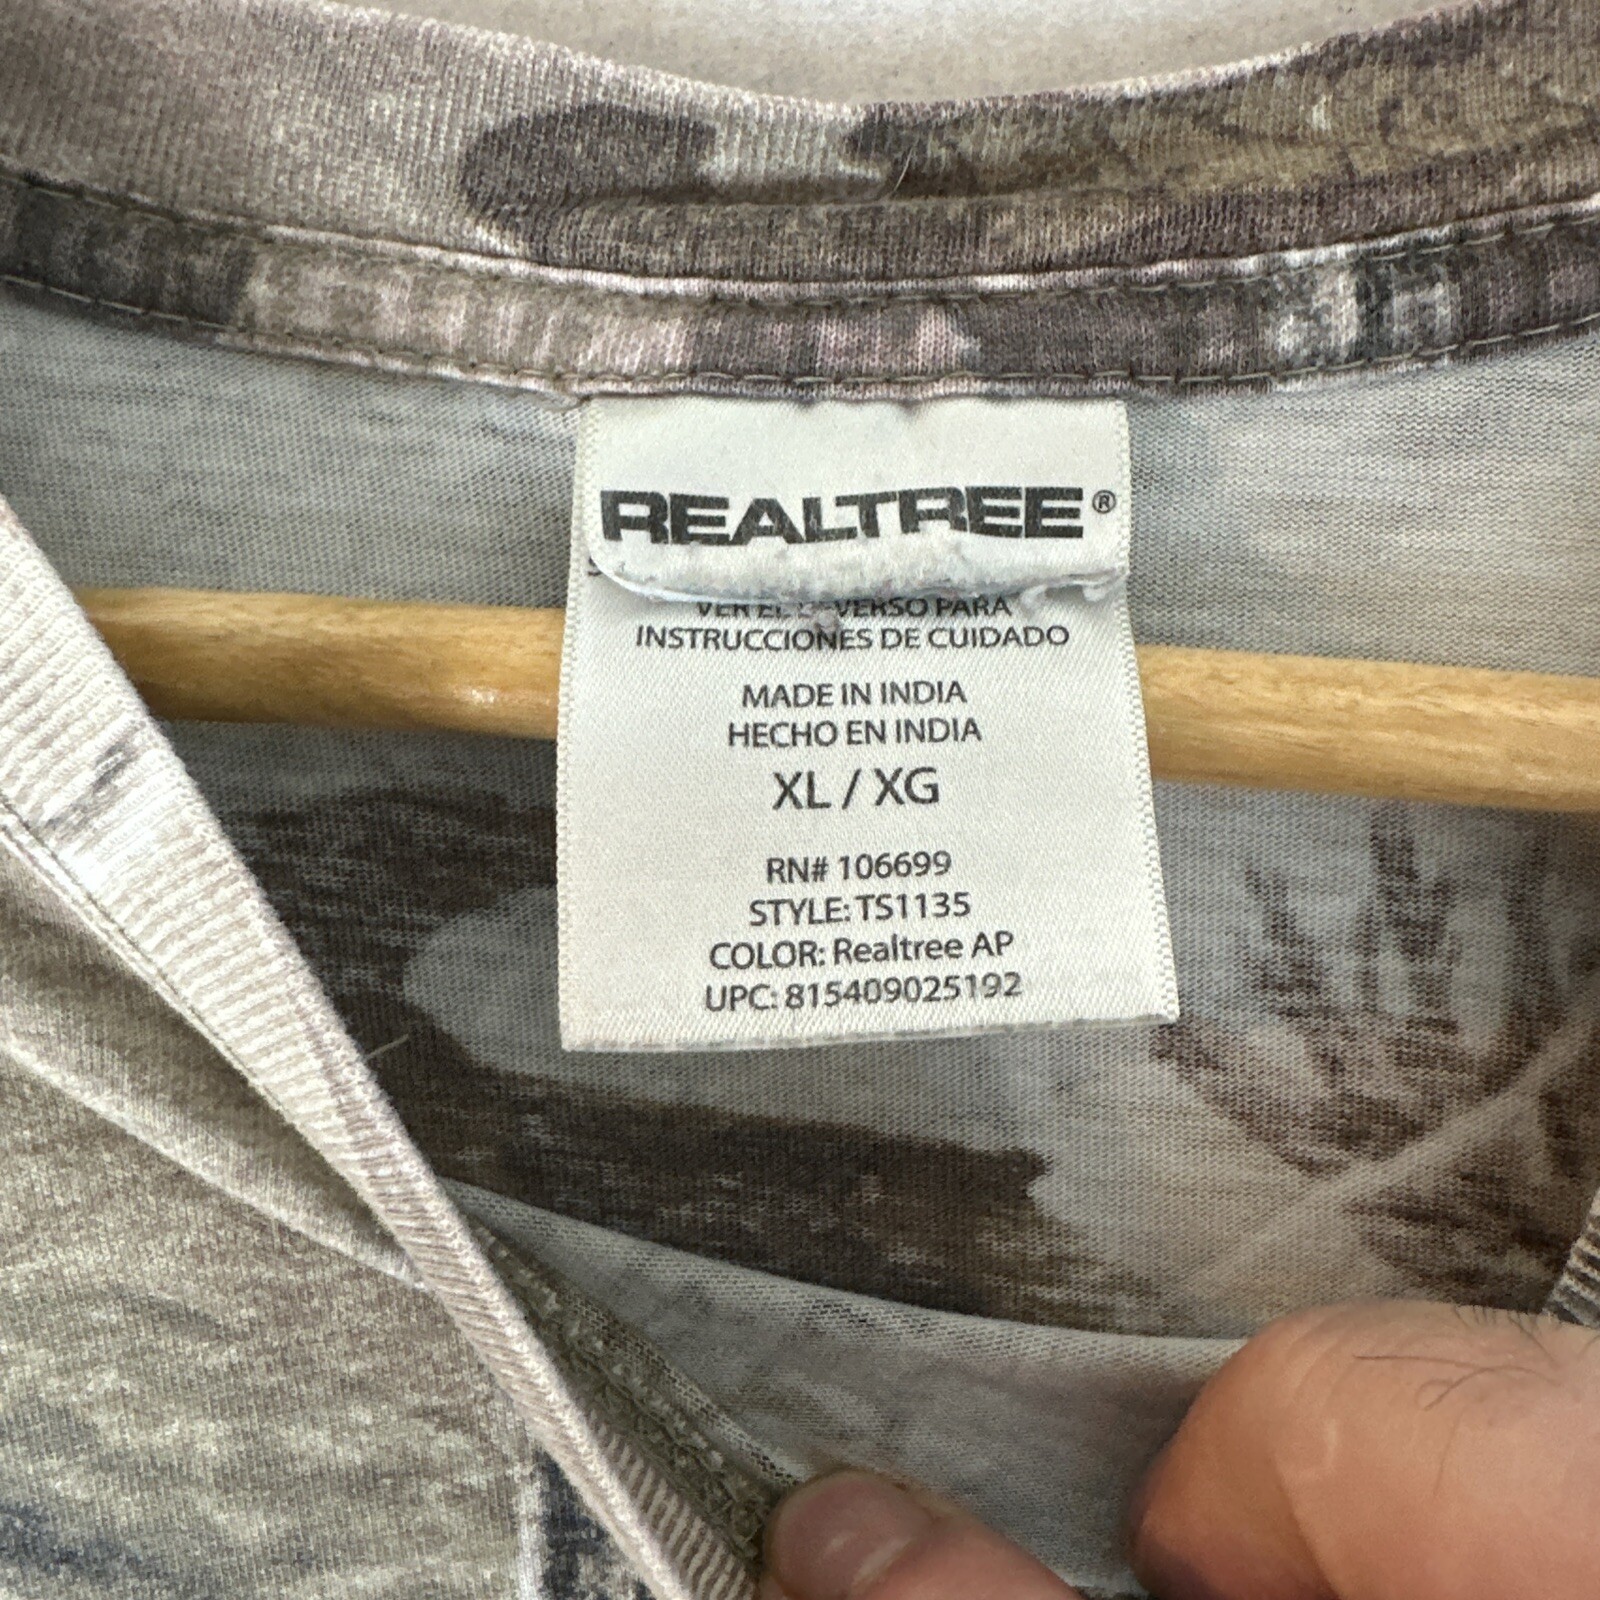 REALTREE®
VER EL PARA
INSTRUCCIONES DE CUIDADO
MADE IN INDIA
HECHO EN INDIA
XL / XG
RN# 106699
STYLE: TS1135
COLOR: Realtree AP
UPC: 815409025192